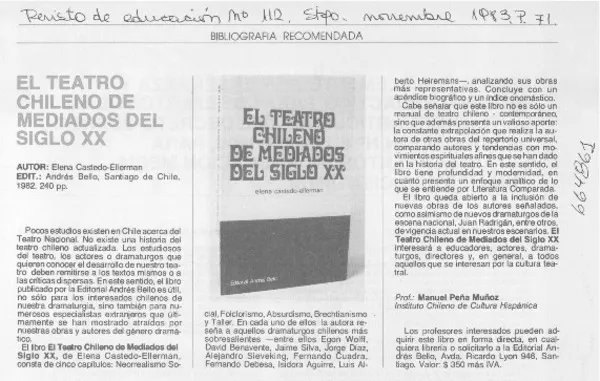 Revista de educación Nº 112, Stgo. noviembre 1983. P. 71.
BIBLIOGRAFIA RECOMENDADA
EL TEATRO
CHILENO DE
MEDIADOS DEL
SIGLO XX
AUTOR: Elena Castedo-Ellerman
EDIT.: Andrés Bello, Santiago de Chile,
1982. 240 pp.
Pocos estudios existen en Chile acerca del
Teatro Nacional. No existe una historia del
teatro chileno actualizada. Los estudiosos
del teatro, los actores o dramaturgos que
quieren conocer el desarrollo de nuestro tea-
tro deben remitirse a los textos mismos o a
las críticas dispersas. En este sentido, el libro
publicado por la Editorial Andrés Bello es útil,
no sólo para los interesados chilenos de
nuestra dramaturgia, sino también para nu-
merosos especialistas extranjeros que últi-
mamente se han mostrado atraídos por
nuestras obras y autores del género dramá-
tico.
El libro El Teatro Chileno de Mediados del
Siglo XX, de Elena Castedo-Ellerman,
consta de cinco capítulos: Neorrealismo So-
EL TEATRO
CHILENO
DE MEDIADOS
DEL SIGLO XX
elena castedo-ellerman
Editorial Andrés Bello
cial, Folclorismo, Absurdismo, Brechtianismo
y Taller. En cada uno de ellos la autora re-
seña a aquellos dramaturgos chilenos más
sobresalientes —entre ellos Egon Wolff,
David Benavente, Jaime Silva, Jorge Díaz,
Alejandro Sieveking, Fernando Cuadra,
Fernando Debesa, Isidora Aguirre, Luis Al-
berto Heiremans—, analizando sus obras
más representativas. Concluye con un
apéndice biográfico y un índice onomástico.
Cabe señalar que este libro no es sólo un
manual de teatro chileno - contemporáneo,
sino que además presenta un valioso aporte:
la constante extrapolación que realiza la au-
tora de otras obras del repertorio universal,
comparando autores y tendencias con mo-
vimientos espirituales afines que se han dado
en la historia del teatro. En este sentido, el
libro tiene profundidad y modernidad, en
cuanto presenta un enfoque analítico de lo
que se entiende por Literatura Comparada.
El libro queda abierto a la inclusión de
nuevas obras de los autores señalados,
como asimismo de nuevos dramaturgos de la
escena nacional, Juan Radrigán, entre otros,
de vigencia actual en nuestros escenarios. El
Teatro Chileno de Mediados del Siglo XX
interesará a educadores, actores, drama-
turgos, directores y, en general, a todos
aquellos que se interesan por la cultura tea-
tral.
Prof.: Manuel Peña Muñoz
Instituto Chileno de Cultura Hispánica
Los profesores interesados pueden ad-
quirir este libro en forma directa, en cual-
quiera librería o solicitarlo a la Editorial An-
drés Bello, Avda. Ricardo Lyon 946, San-
tiago. Valor: $ 350 más IVA.
664861